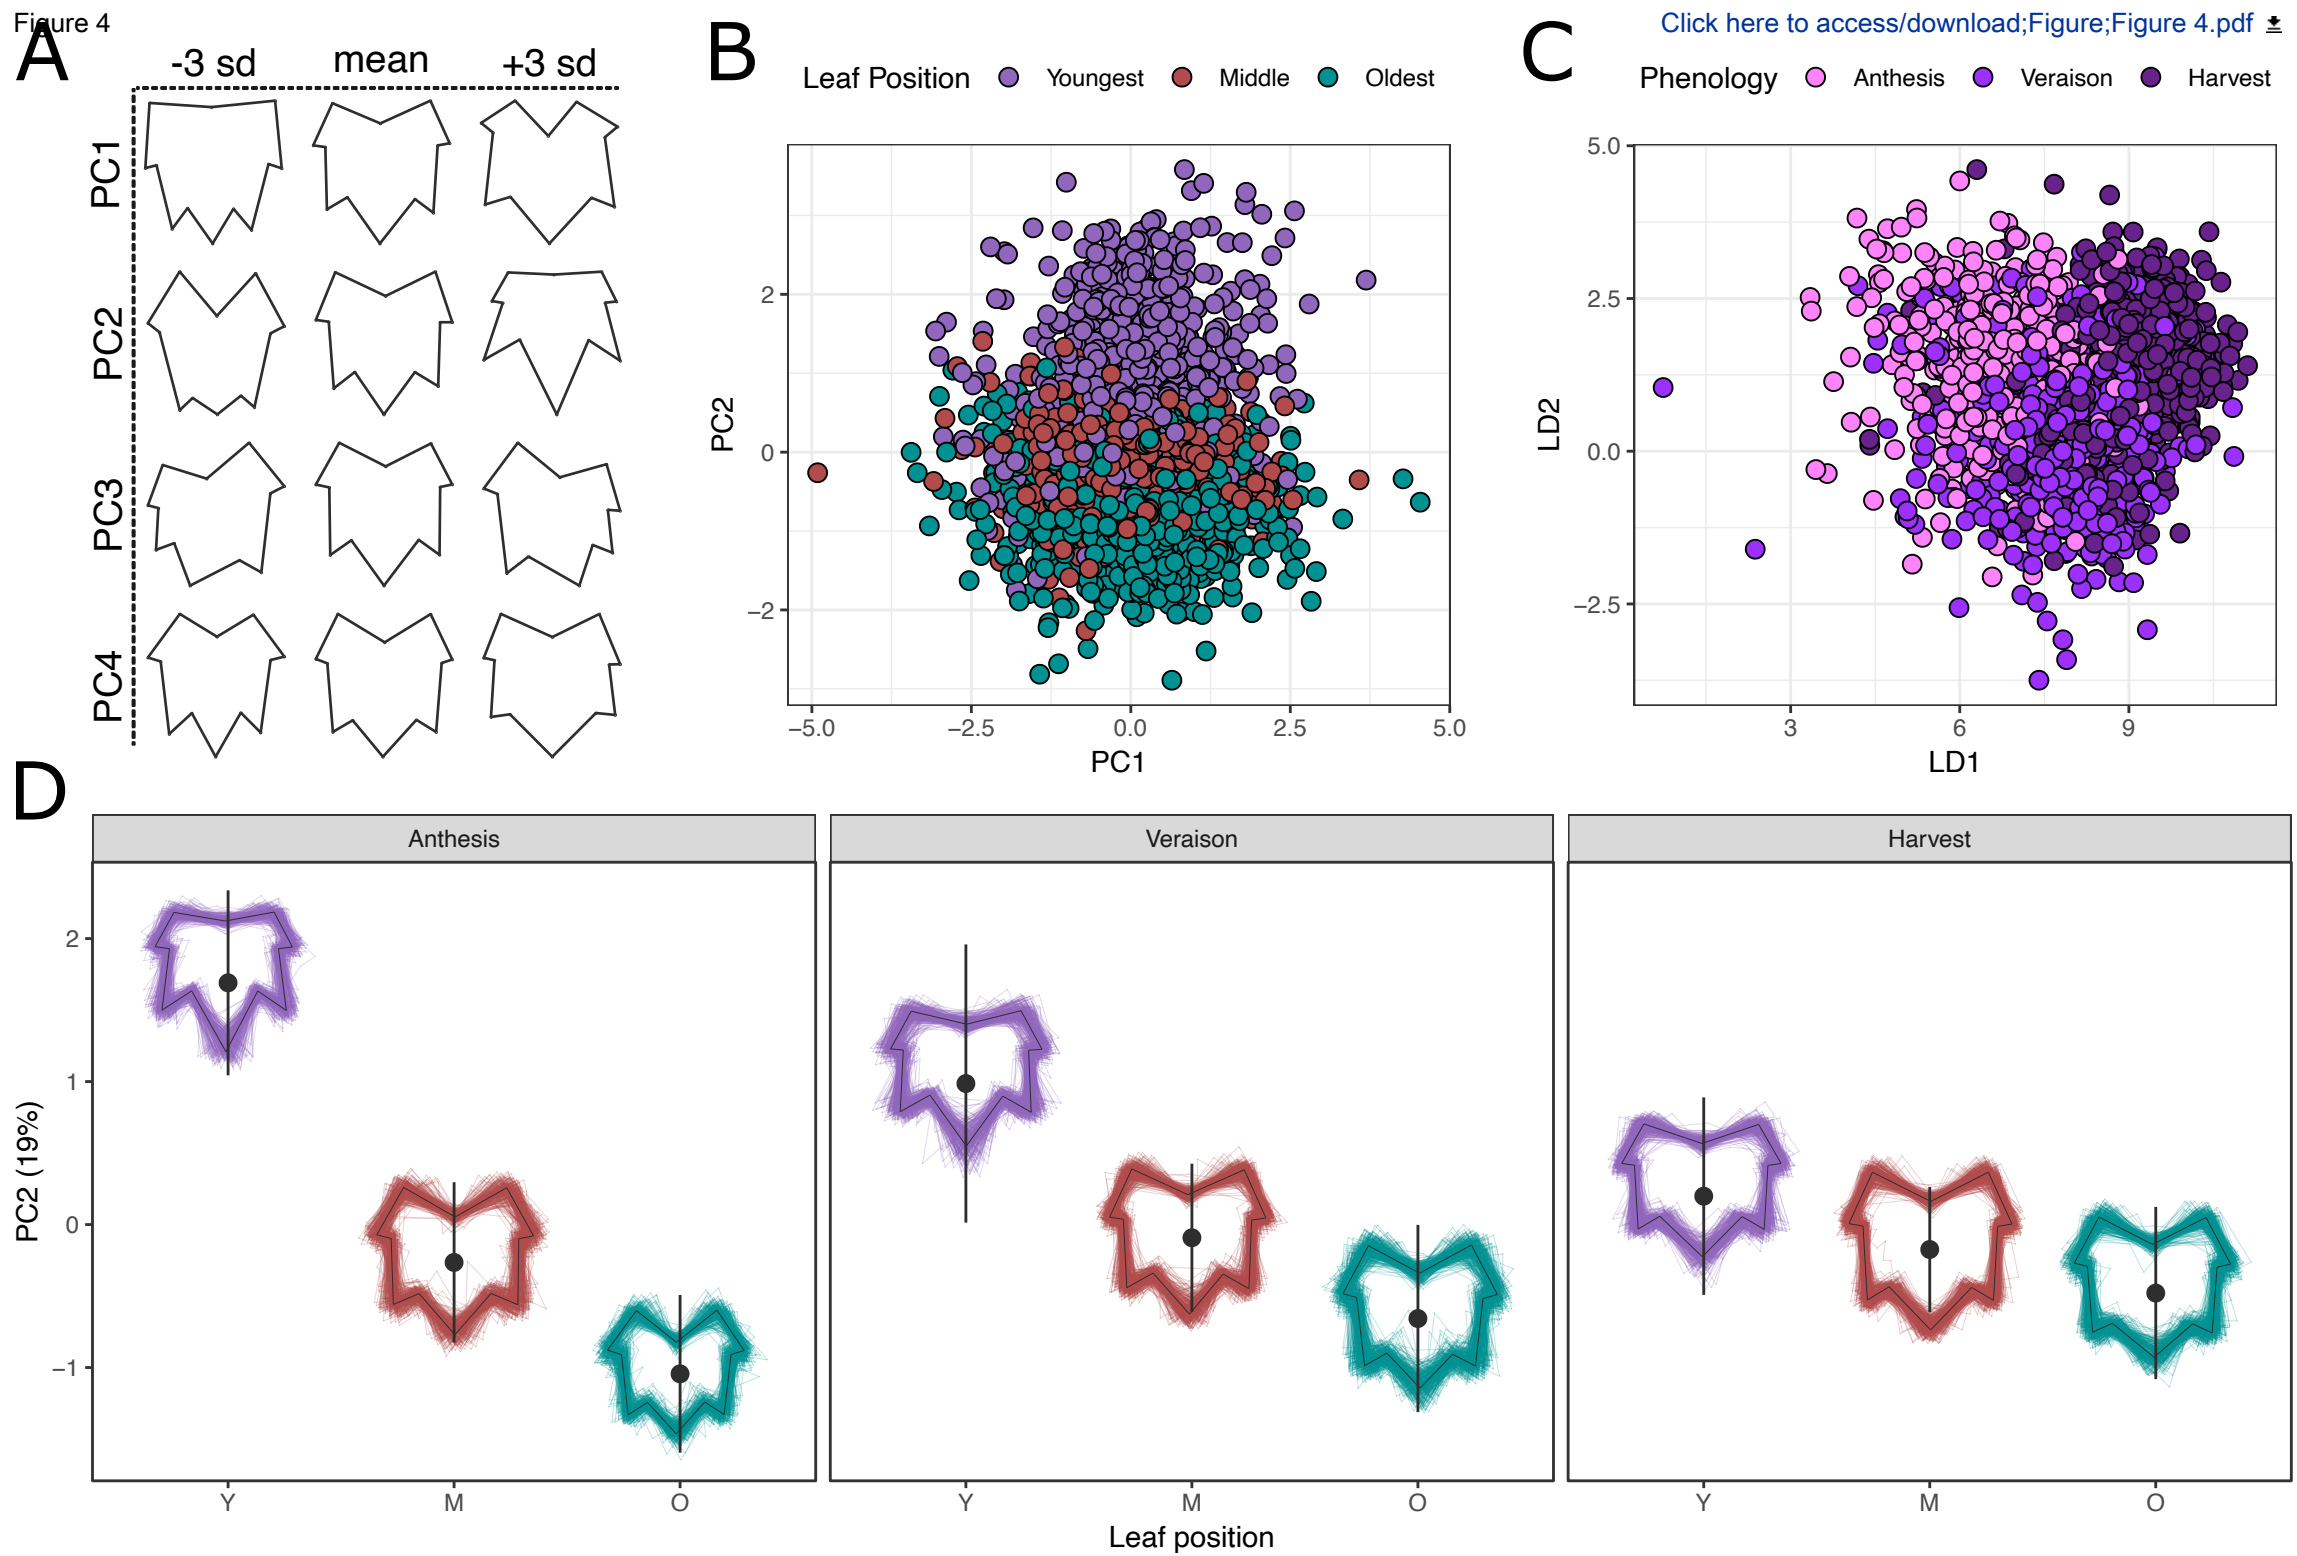 Figure 4
Click here to access/download;Figure;Figure 4.pdf
A
-3 sd mean +3 sd
PC1
PC2
PC3
PC4
B
Leaf Position Youngest Middle Oldest
PC2
2
0
−2
−5.0 −2.5 0.0 2.5 5.0
PC1
C
Phenology Anthesis Veraison Harvest
LD2
5.0
2.5
0.0
−2.5
3 6 9
LD1
D
Anthesis Veraison Harvest
PC2 (19%)
2
1
0
−1
Y M O Y M O Y M O
Leaf position